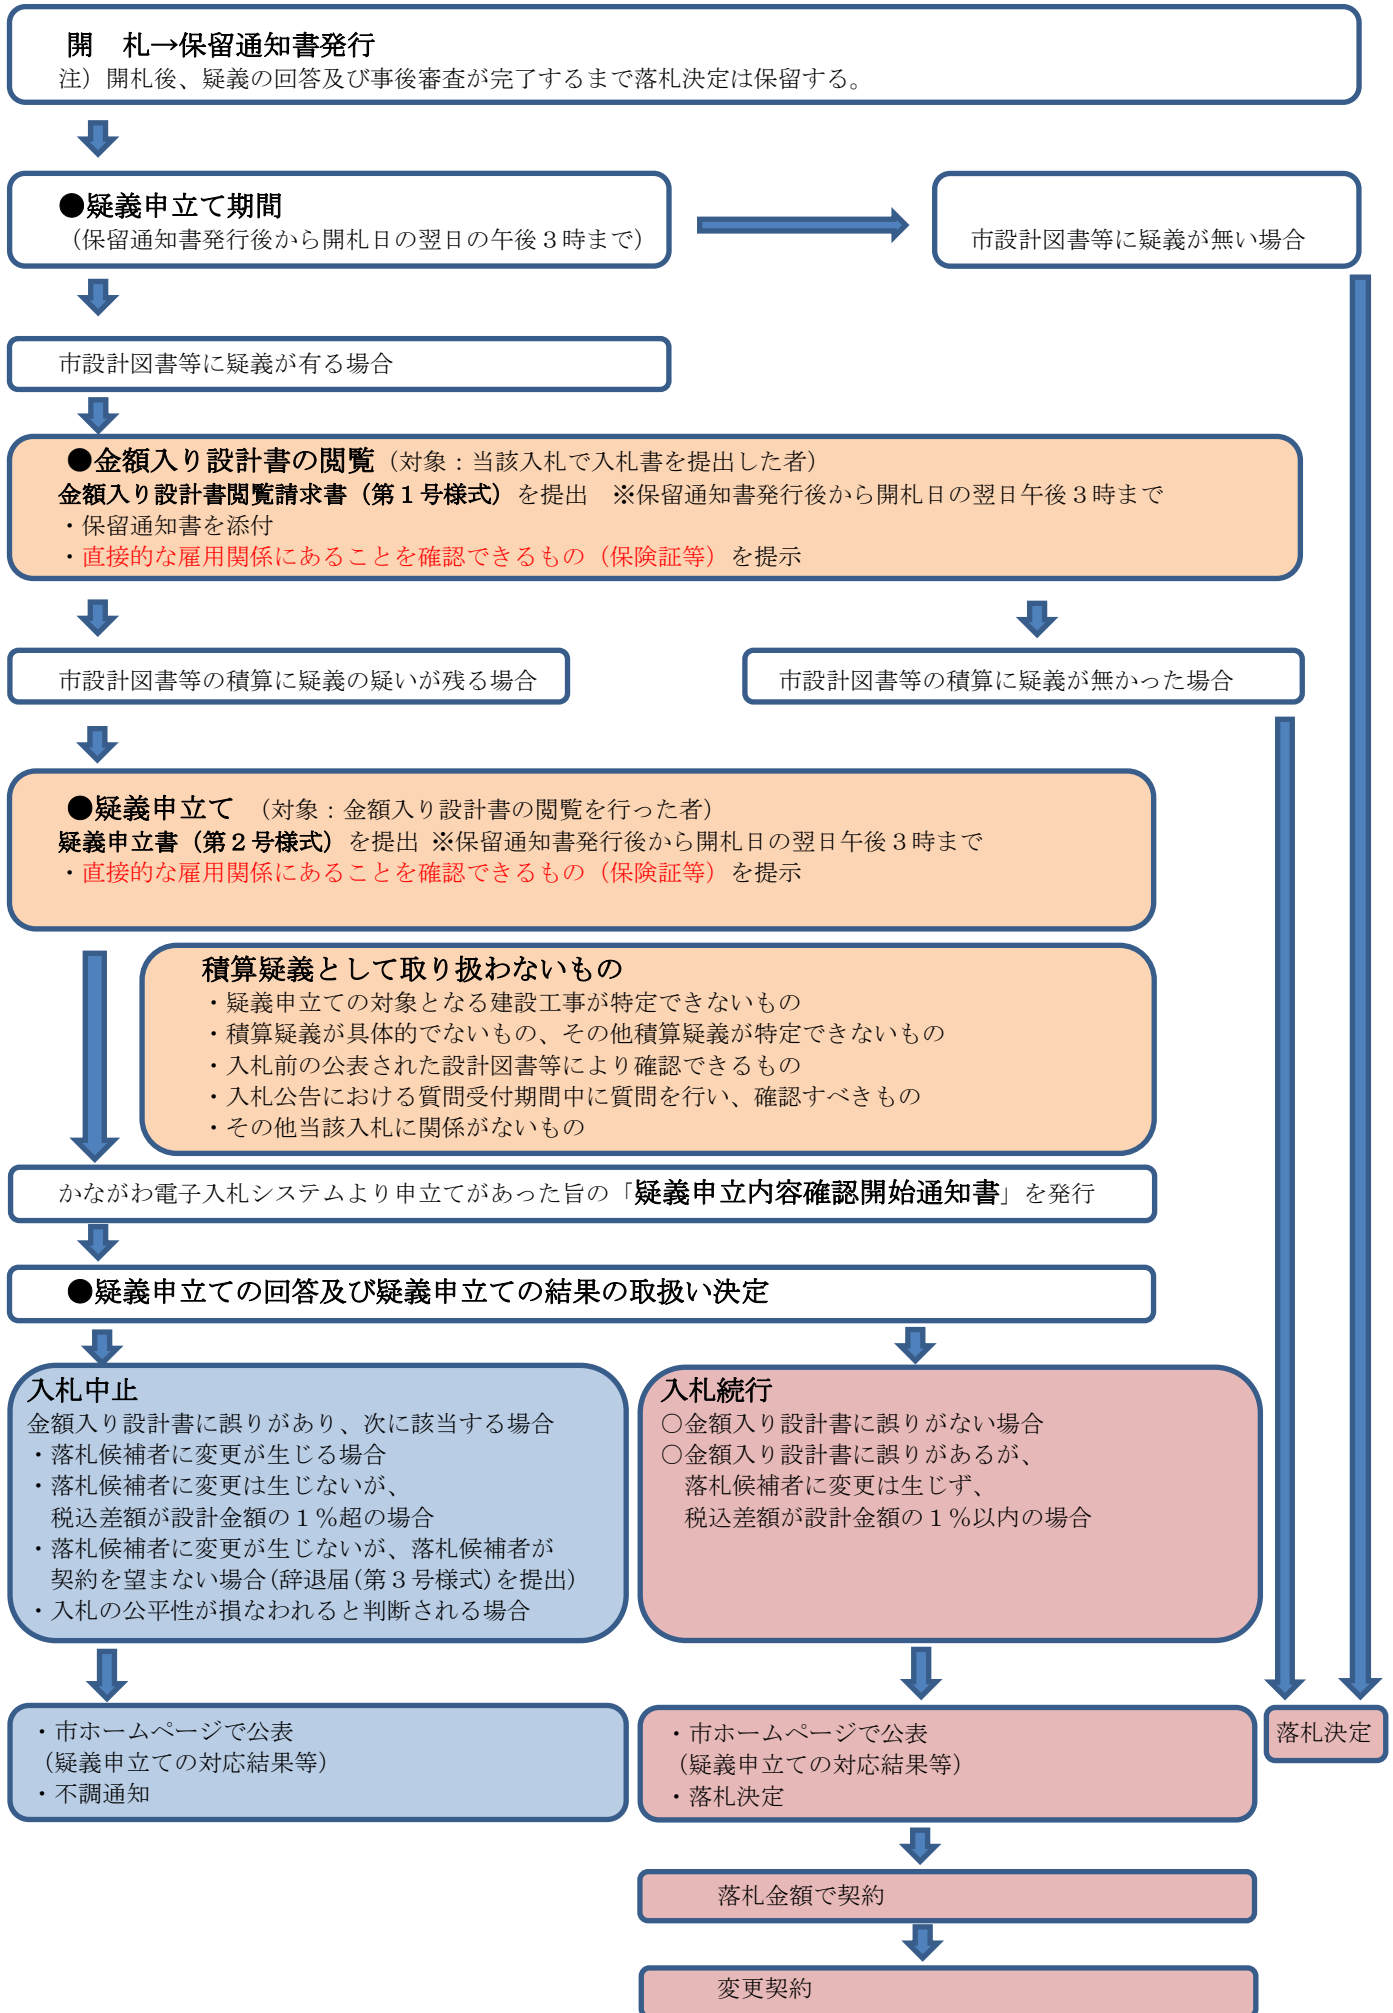 開　札→保留通知書発行
注）開札後、疑義の回答及び事後審査が完了するまで落札決定は保留する。
●疑義申立て期間
（保留通知書発行後から開札日の翌日の午後３時まで）
市設計図書等に疑義が無い場合
市設計図書等に疑義が有る場合
●金額入り設計書の閲覧（対象：当該入札で入札書を提出した者）
金額入り設計書閲覧請求書（第１号様式）を提出　※保留通知書発行後から開札日の翌日午後３時まで
・保留通知書を添付
・直接的な雇用関係にあることを確認できるもの（保険証等）を提示
市設計図書等の積算に疑義の疑いが残る場合
市設計図書等の積算に疑義が無かった場合
●疑義申立て　（対象：金額入り設計書の閲覧を行った者）
疑義申立書（第２号様式）を提出 ※保留通知書発行後から開札日の翌日午後３時まで
・直接的な雇用関係にあることを確認できるもの（保険証等）を提示
積算疑義として取り扱わないもの
・疑義申立ての対象となる建設工事が特定できないもの
・積算疑義が具体的でないもの、その他積算疑義が特定できないもの
・入札前の公表された設計図書等により確認できるもの
・入札公告における質問受付期間中に質問を行い、確認すべきもの
・その他当該入札に関係がないもの
かながわ電子入札システムより申立てがあった旨の「疑義申立内容確認開始通知書」を発行
●疑義申立ての回答及び疑義申立ての結果の取扱い決定
入札中止
金額入り設計書に誤りがあり、次に該当する場合
・落札候補者に変更が生じる場合
・落札候補者に変更は生じないが、
税込差額が設計金額の１％超の場合
・落札候補者に変更が生じないが、落札候補者が
契約を望まない場合(辞退届(第３号様式)を提出)
・入札の公平性が損なわれると判断される場合
入札続行
○金額入り設計書に誤りがない場合
○金額入り設計書に誤りがあるが、
落札候補者に変更は生じず、
税込差額が設計金額の１％以内の場合
・市ホームページで公表
（疑義申立ての対応結果等）
・不調通知
・市ホームページで公表
（疑義申立ての対応結果等）
・落札決定
落札決定
落札金額で契約
変更契約